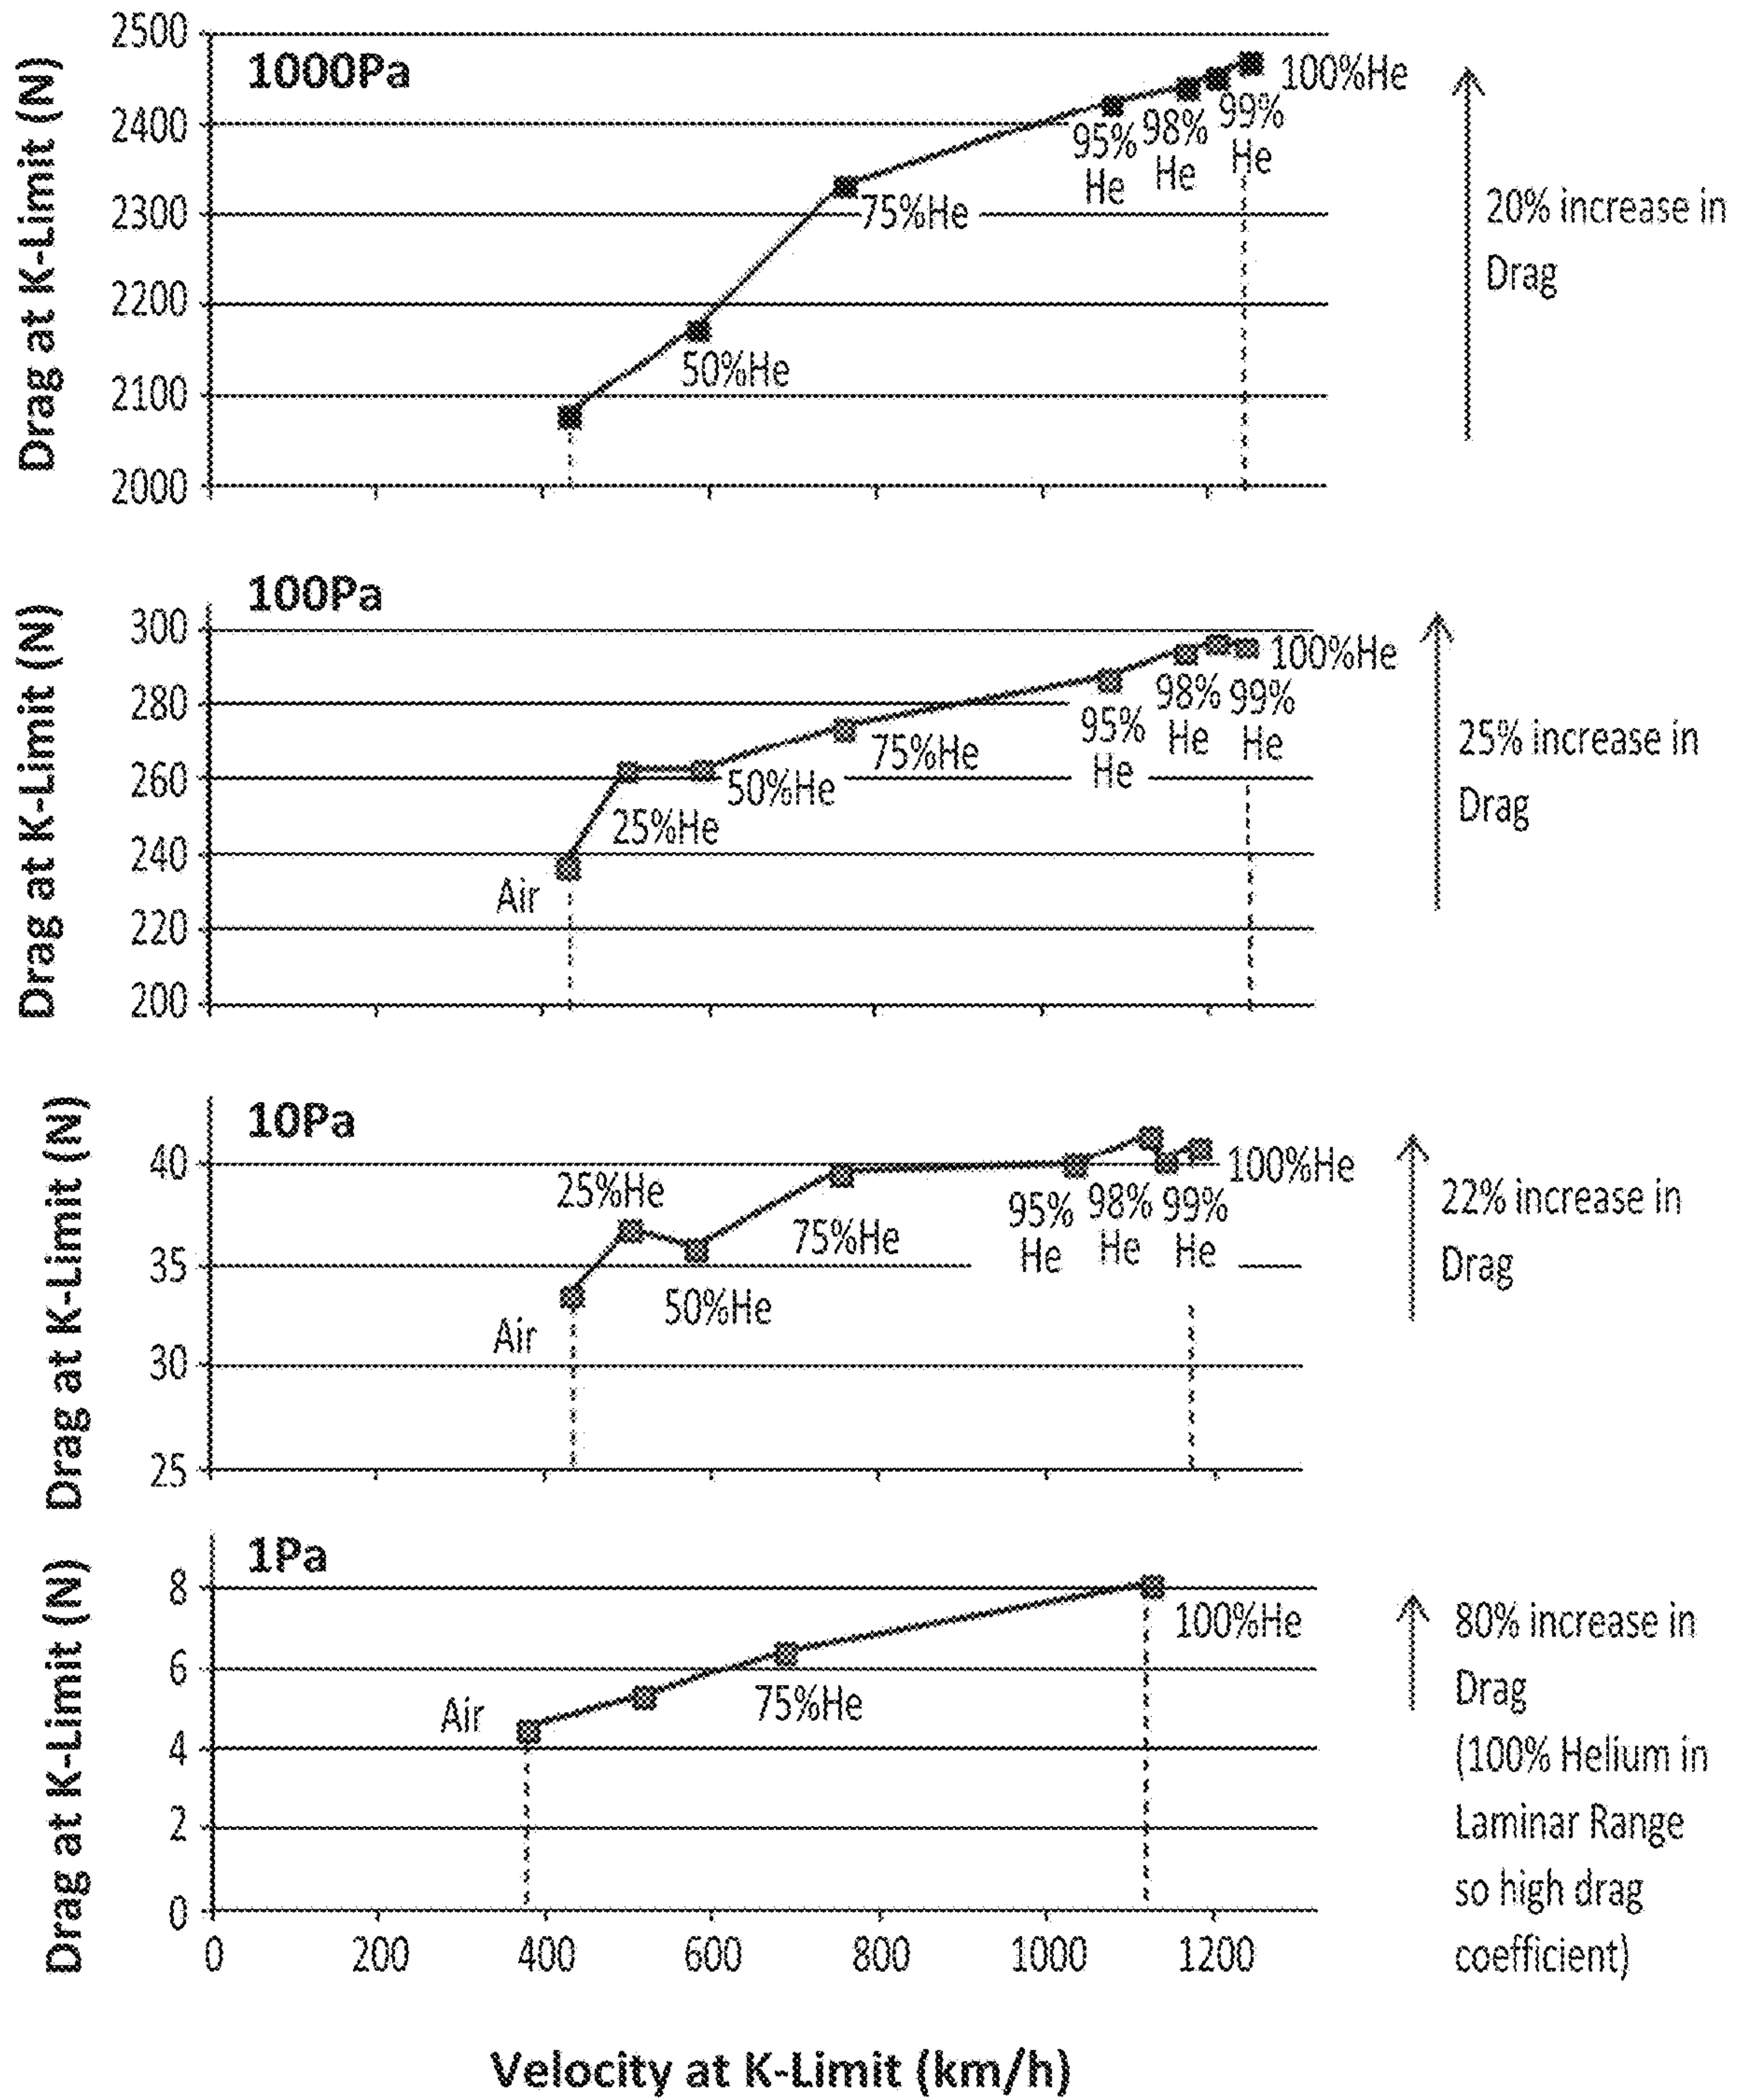 Drag at K-Limit (N)
1000Pa
2500
2400
2300
2200
2100
2000
50%He
75%He
95%
He
98%
He
99%
He
100%He
20% increase in
Drag
Drag at K-Limit (N)
100Pa
300
280
260
240
220
200
Air
25%He
50%He
75%He
95%
He
98%
He
99%
He
100%He
25% increase in
Drag
Drag at K-Limit (N)
10Pa
40
35
30
25
Air
25%He
50%He
75%He
95%
He
98%
He
99%
He
100%He
22% increase in
Drag
Drag at K-Limit (N)
1Pa
8
6
4
2
0
Air
75%He
100%He
80% increase in
Drag
(100% Helium in
Laminar Range
so high drag
coefficient)
0 200 400 600 800 1000 1200
Velocity at K-Limit (km/h)